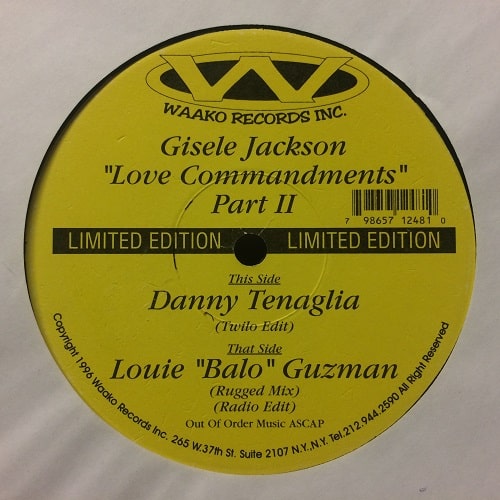 W
WAAKO RECORDS INC.
Gisele Jackson
"Love Commandments"
Part II
7 98657 12481 0
LIMITED EDITION LIMITED EDITION
This Side
Danny Tenaglia
(Twilo Edit)
That Side
Louie "Balo" Guzman
(Rugged Mix)
(Radio Edit)
Out Of Order Music ASCAP
Copyright 1996 Waako Records Inc. 265 W.37th St. Suite 2107 N.Y.,N.Y. Tel.212.944.2590 All Right Reserved